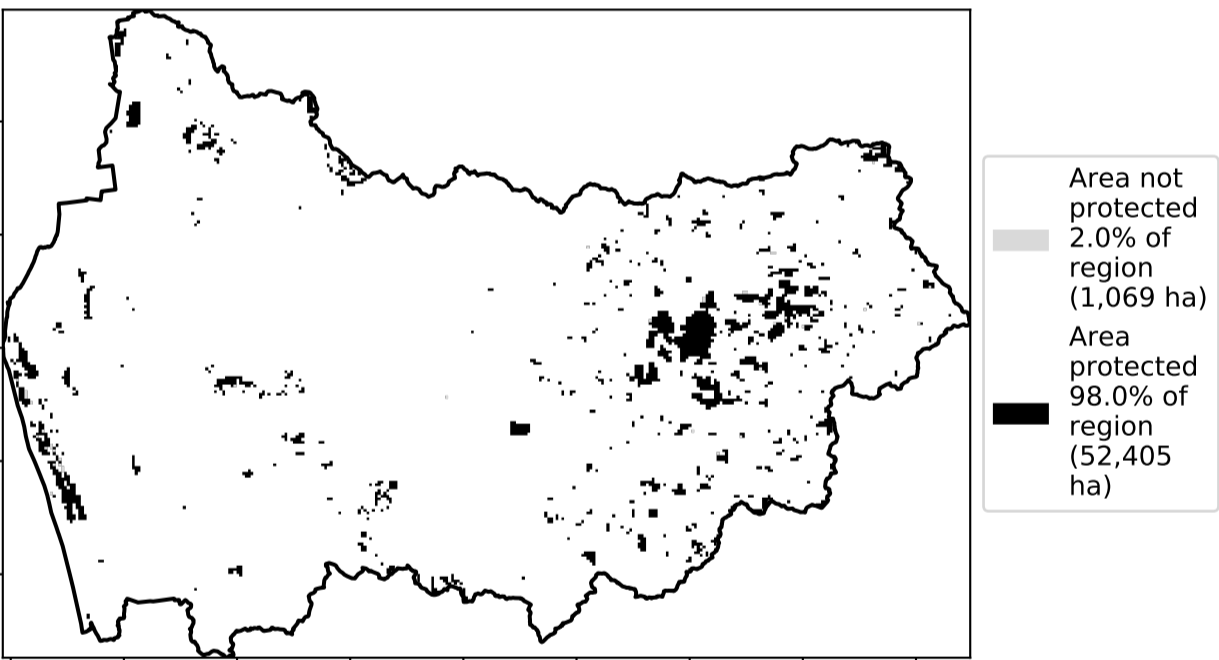 Area not
protected
2.0% of
region
(1,069 ha)
Area
protected
98.0% of
region
(52,405
ha)